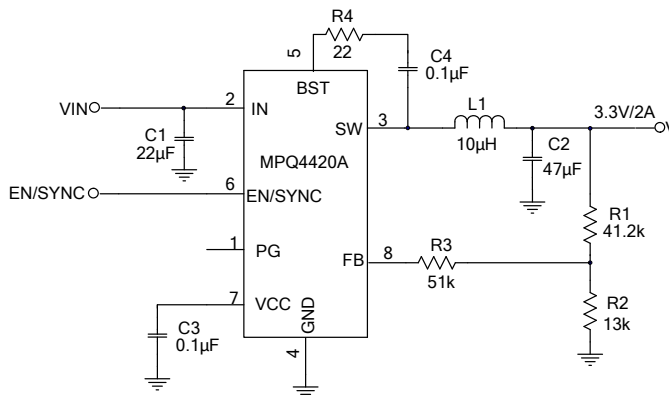 R4
22
5
C4
0.1µF
BST
VIN
2
IN
C1
22µF
SW
3
L1
10µH
3.3V/2A
C2
47µF
MPQ4420A
EN/SYNC
6
EN/SYNC
1
PG
FB
8
R3
51k
R1
41.2k
R2
13k
7
VCC
C3
0.1µF
GND
4